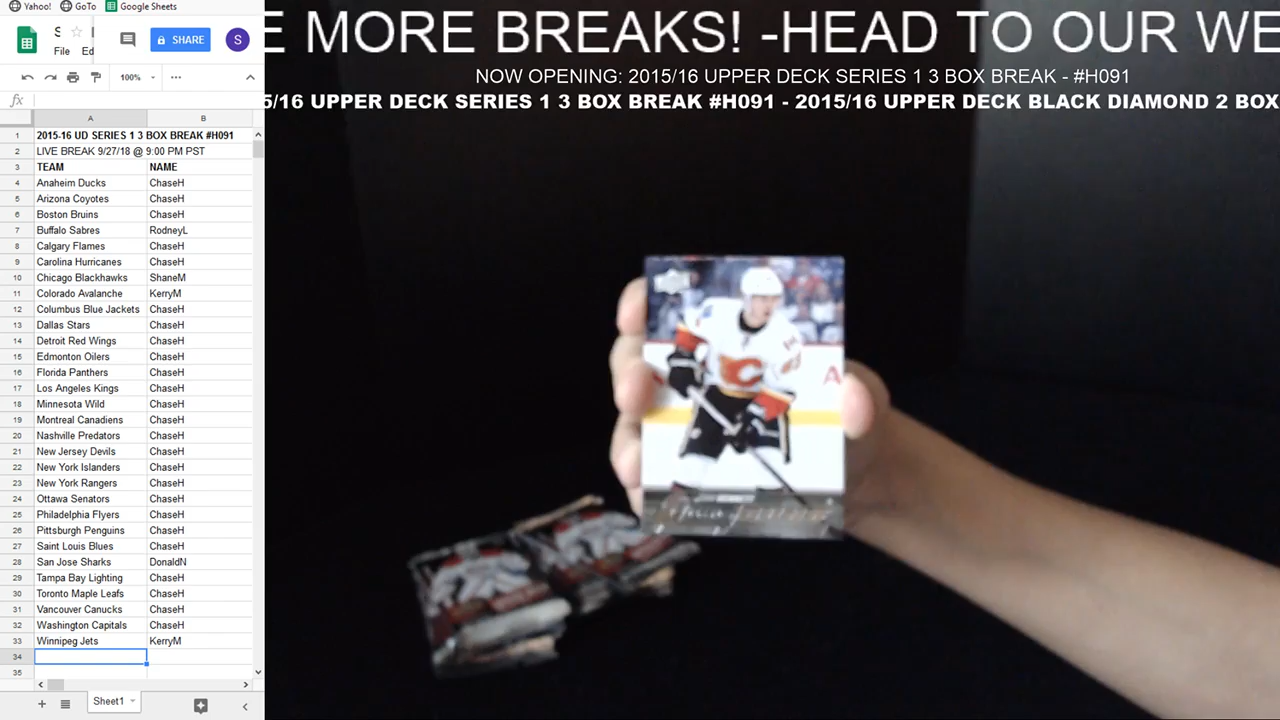 Yahoo! GoTo Google Sheets
S
File Ed
SHARE
S
100%
fx
A B
1 2015-16 UD SERIES 1 3 BOX BREAK #H091
2 LIVE BREAK 9/27/18 @ 9:00 PM PST
3 TEAM NAME
4 Anaheim Ducks ChaseH
5 Arizona Coyotes ChaseH
6 Boston Bruins ChaseH
7 Buffalo Sabres RodneyL
8 Calgary Flames ChaseH
9 Carolina Hurricanes ChaseH
10 Chicago Blackhawks ShaneM
11 Colorado Avalanche KerryM
12 Columbus Blue Jackets ChaseH
13 Dallas Stars ChaseH
14 Detroit Red Wings ChaseH
15 Edmonton Oilers ChaseH
16 Florida Panthers ChaseH
17 Los Angeles Kings ChaseH
18 Minnesota Wild ChaseH
19 Montreal Canadiens ChaseH
20 Nashville Predators ChaseH
21 New Jersey Devils ChaseH
22 New York Islanders ChaseH
23 New York Rangers ChaseH
24 Ottawa Senators ChaseH
25 Philadelphia Flyers ChaseH
26 Pittsburgh Penguins ChaseH
27 Saint Louis Blues ChaseH
28 San Jose Sharks DonaldN
29 Tampa Bay Lighting ChaseH
30 Toronto Maple Leafs ChaseH
31 Vancouver Canucks ChaseH
32 Washington Capitals ChaseH
33 Winnipeg Jets KerryM
34
35
Sheet1
E MORE BREAKS! -HEAD TO OUR WE
NOW OPENING: 2015/16 UPPER DECK SERIES 1 3 BOX BREAK - #H091
5/16 UPPER DECK SERIES 1 3 BOX BREAK #H091 - 2015/16 UPPER DECK BLACK DIAMOND 2 BOX